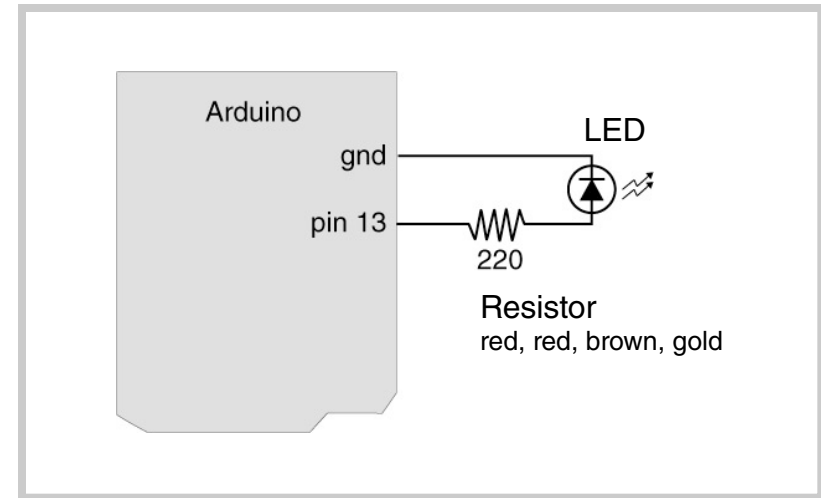 Arduino
LED
gnd
pin 13
220
Resistor
red, red, brown, gold